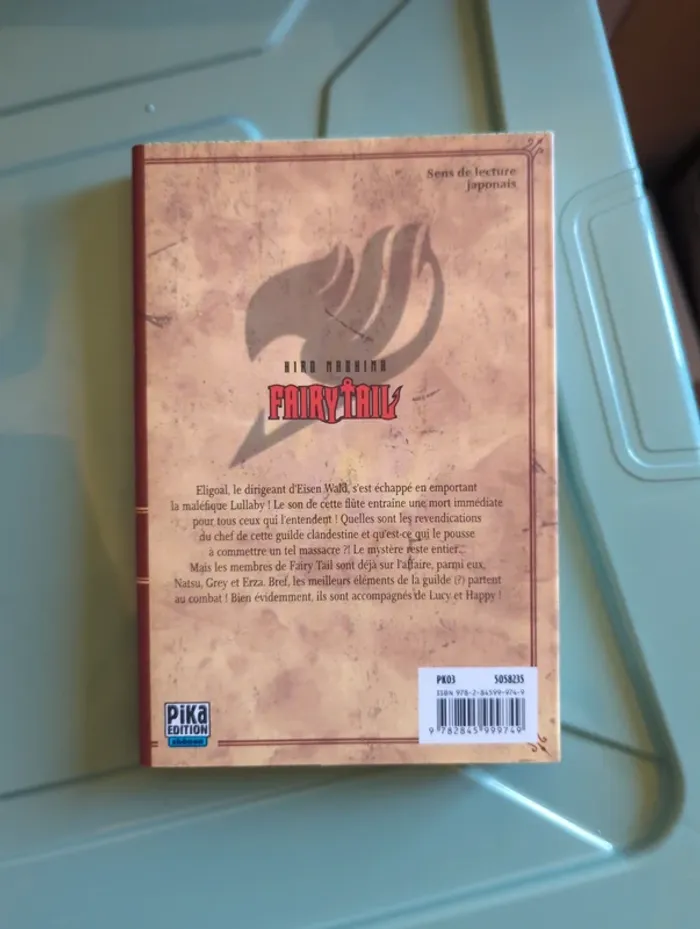 Sens de lecture
japonais
HIRO MASHIMA
FAIRY TAIL
Eligoal, le dirigeant d'Eisen Wald, s'est échappé en emportant
la maléfique Lullaby ! Le son de cette flûte entraîne une mort immédiate
pour tous ceux qui l'entendent ! Quelles sont les revendications
du chef de cette guilde clandestine et qu'est-ce qui le pousse
à commettre un tel massacre ?! Le mystère reste entier...
Mais les membres de Fairy Tail sont déjà sur l'affaire, parmi eux,
Natsu, Grey et Erza. Bref, les meilleurs éléments de la guilde (?) partent
au combat ! Bien évidemment, ils sont accompagnés de Lucy et Happy !
PK03 5058235
ISBN 978-2-84599-974-9
9 782845 999749
PiKa
EDITION
shônen